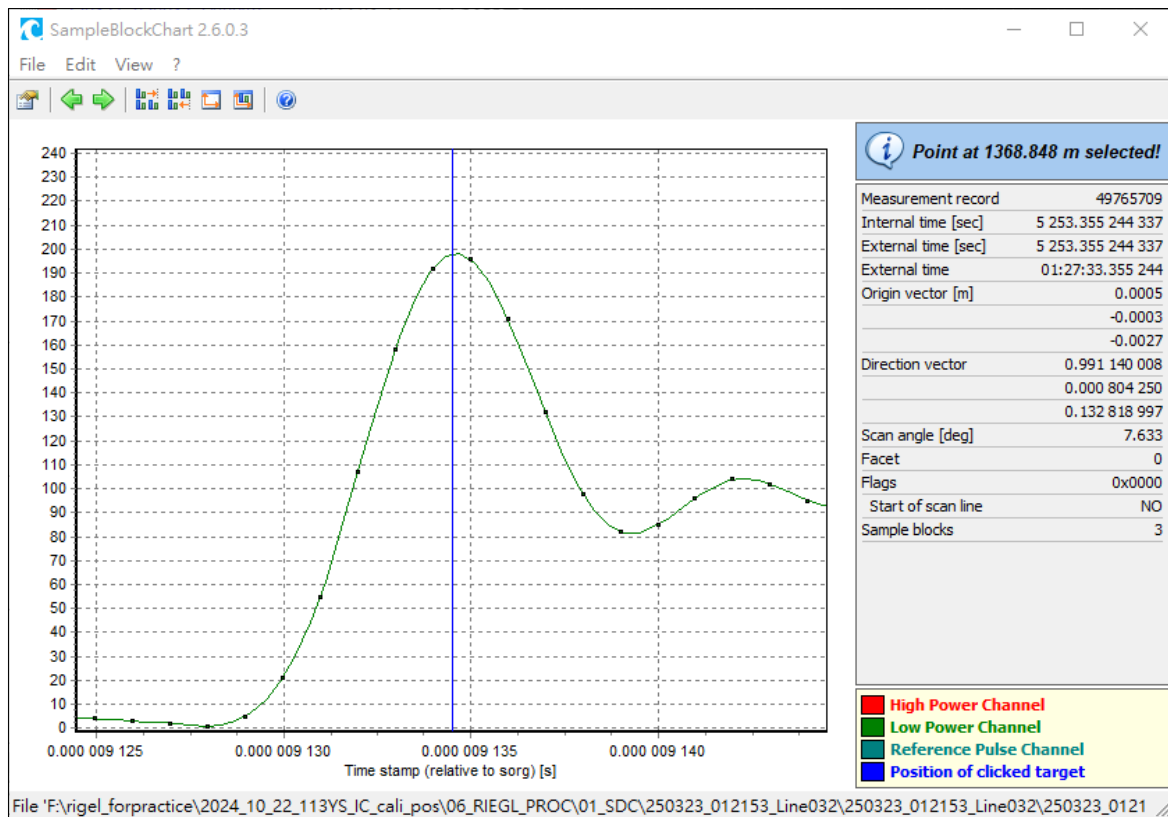 SampleBlockChart 2.6.0.3
File Edit View ?
Point at 1368.848 m selected!
240
230
220
210
200
190
180
170
160
150
140
130
120
110
100
90
80
70
60
50
40
30
20
10
0
0.000 009 125 0.000 009 130 0.000 009 135 0.000 009 140
Time stamp (relative to sorg) [s]
Measurement record 49765709
Internal time [sec] 5 253.355 244 337
External time [sec] 5 253.355 244 337
External time 01:27:33.355 244
Origin vector [m] 0.0005
-0.0003
-0.0027
Direction vector 0.991 140 008
0.000 804 250
0.132 818 997
Scan angle [deg] 7.633
Facet 0
Flags 0x0000
Start of scan line NO
Sample blocks 3
High Power Channel
Low Power Channel
Reference Pulse Channel
Position of clicked target
File 'F:\rigel_forpractice\2024_10_22_113YS_IC_cali_pos\06_RIEGL_PROC\01_SDC\250323_012153_Line032\250323_012153_Line032\250323_0121